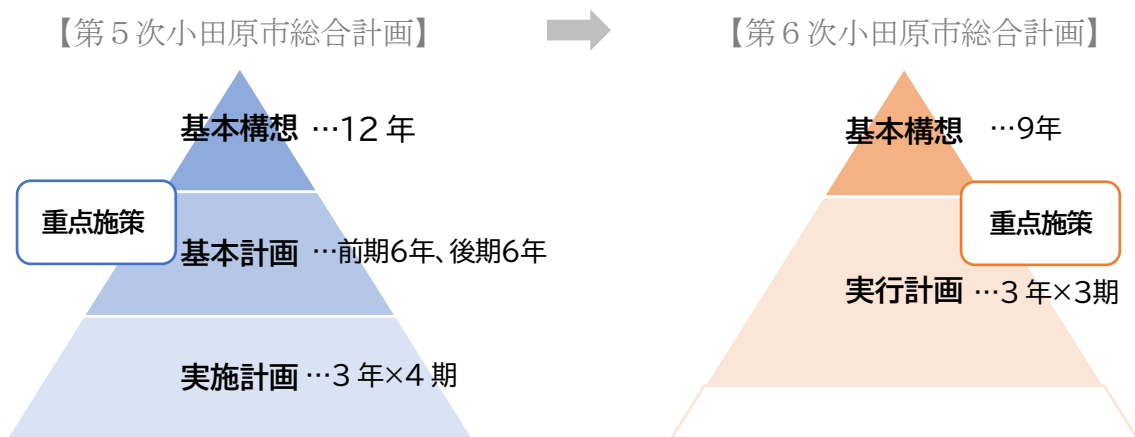 【第５次小田原市総合計画】
基本構想 …12 年
重点施策
基本計画 …前期6年、後期6年
実施計画 …3 年×4 期
【第６次小田原市総合計画】
基本構想 …9年
重点施策
実行計画 …3 年×3期